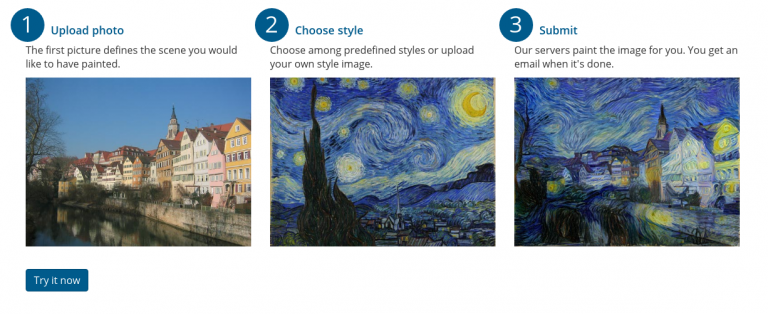 1 Upload photo
The first picture defines the scene you would
like to have painted.
2 Choose style
Choose among predefined styles or upload
your own style image.
3 Submit
Our servers paint the image for you. You get an
email when it's done.
Try it now